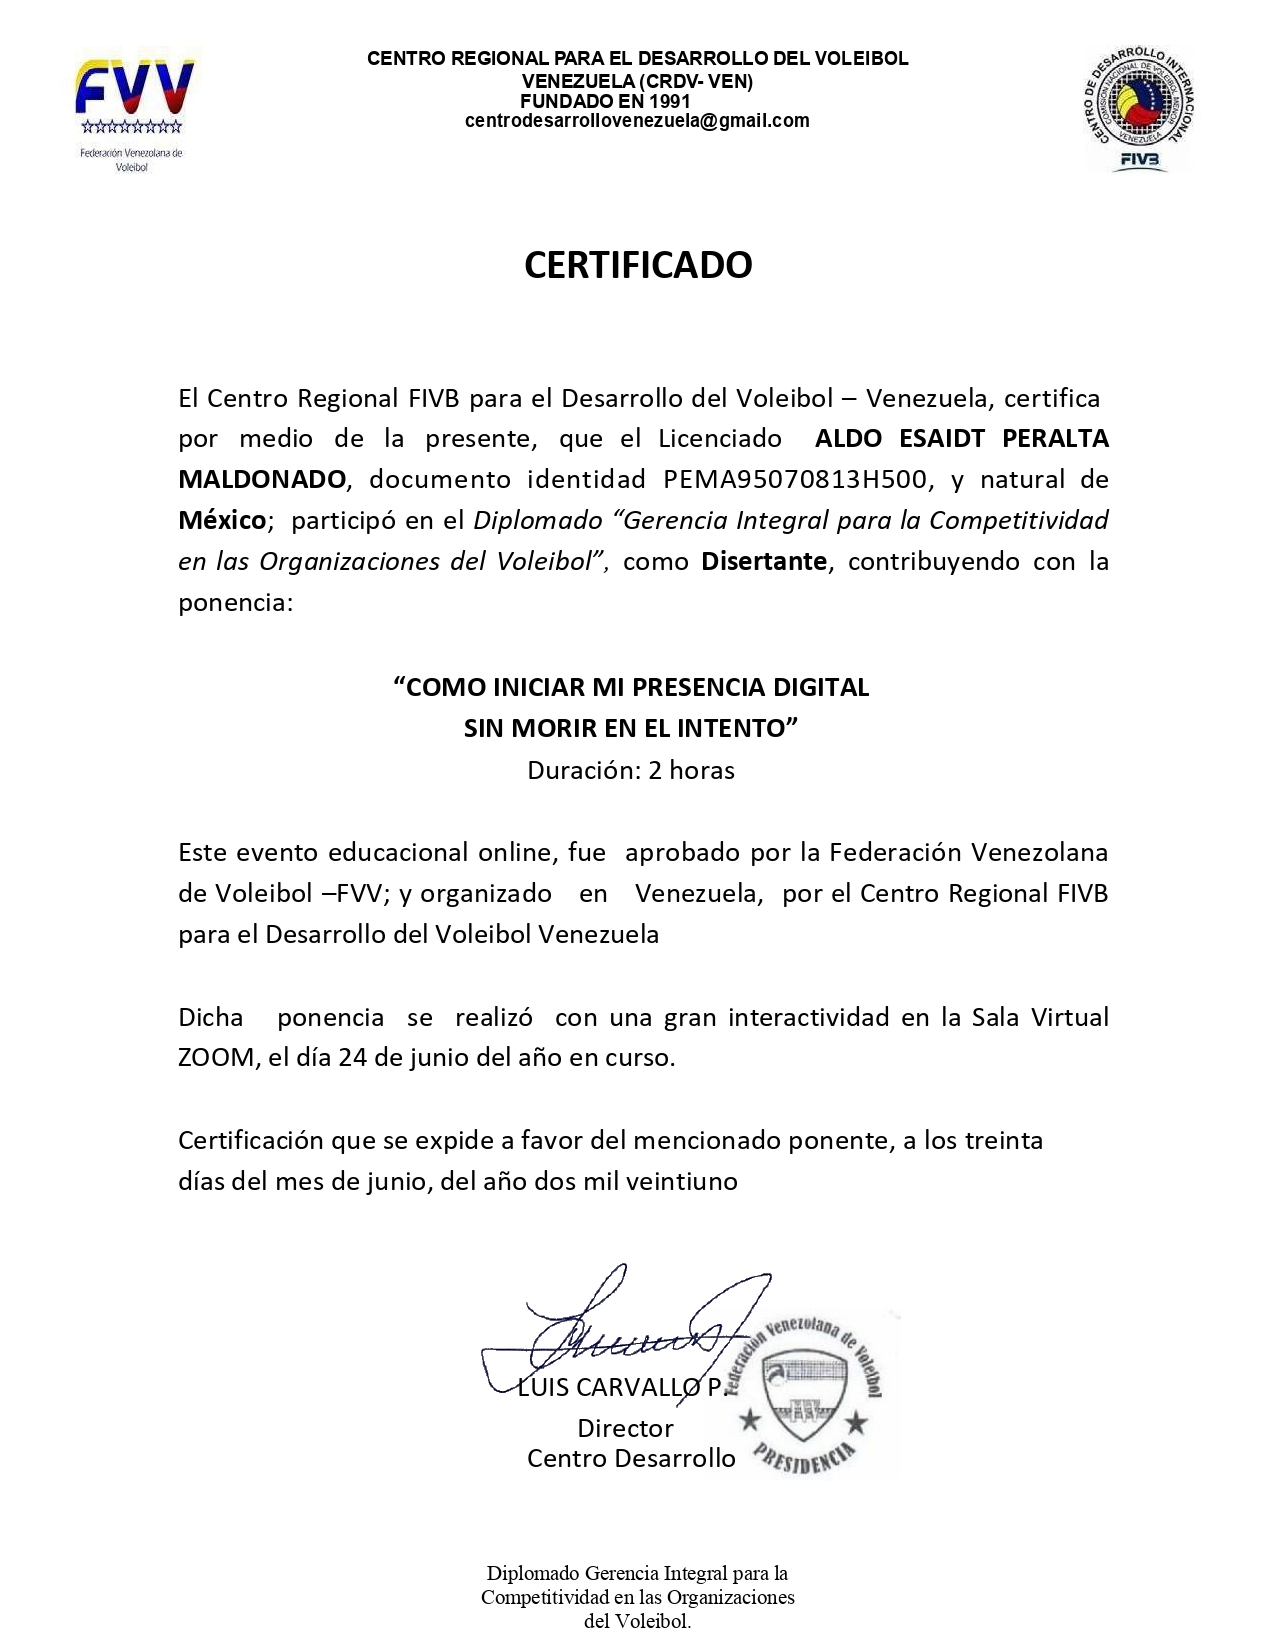 FVV
Federación Venezolana de
Voleibol
CENTRO REGIONAL PARA EL DESARROLLO DEL VOLEIBOL
VENEZUELA (CRDV- VEN)
FUNDADO EN 1991
centrodesarrollovenezuela@gmail.com
CENTRO DE DESARROLLO INTERNACIONAL
COMISION NACIONAL DE VOLEIBOL MENOR
VENEZUELA
FIVB
CERTIFICADO
El Centro Regional FIVB para el Desarrollo del Voleibol – Venezuela, certifica
por medio de la presente, que el Licenciado ALDO ESAIDT PERALTA
MALDONADO, documento identidad PEMA95070813H500, y natural de
México; participó en el Diplomado “Gerencia Integral para la Competitividad
en las Organizaciones del Voleibol”, como Disertante, contribuyendo con la
ponencia:
“COMO INICIAR MI PRESENCIA DIGITAL
SIN MORIR EN EL INTENTO”
Duración: 2 horas
Este evento educacional online, fue aprobado por la Federación Venezolana
de Voleibol –FVV; y organizado en Venezuela, por el Centro Regional FIVB
para el Desarrollo del Voleibol Venezuela
Dicha ponencia se realizó con una gran interactividad en la Sala Virtual
ZOOM, el día 24 de junio del año en curso.
Certificación que se expide a favor del mencionado ponente, a los treinta
días del mes de junio, del año dos mil veintiuno
LUIS CARVALLO P.
Director
Centro Desarrollo
Federación Venezolana de Voleibol
PRESIDENCIA
Diplomado Gerencia Integral para la
Competitividad en las Organizaciones
del Voleibol.